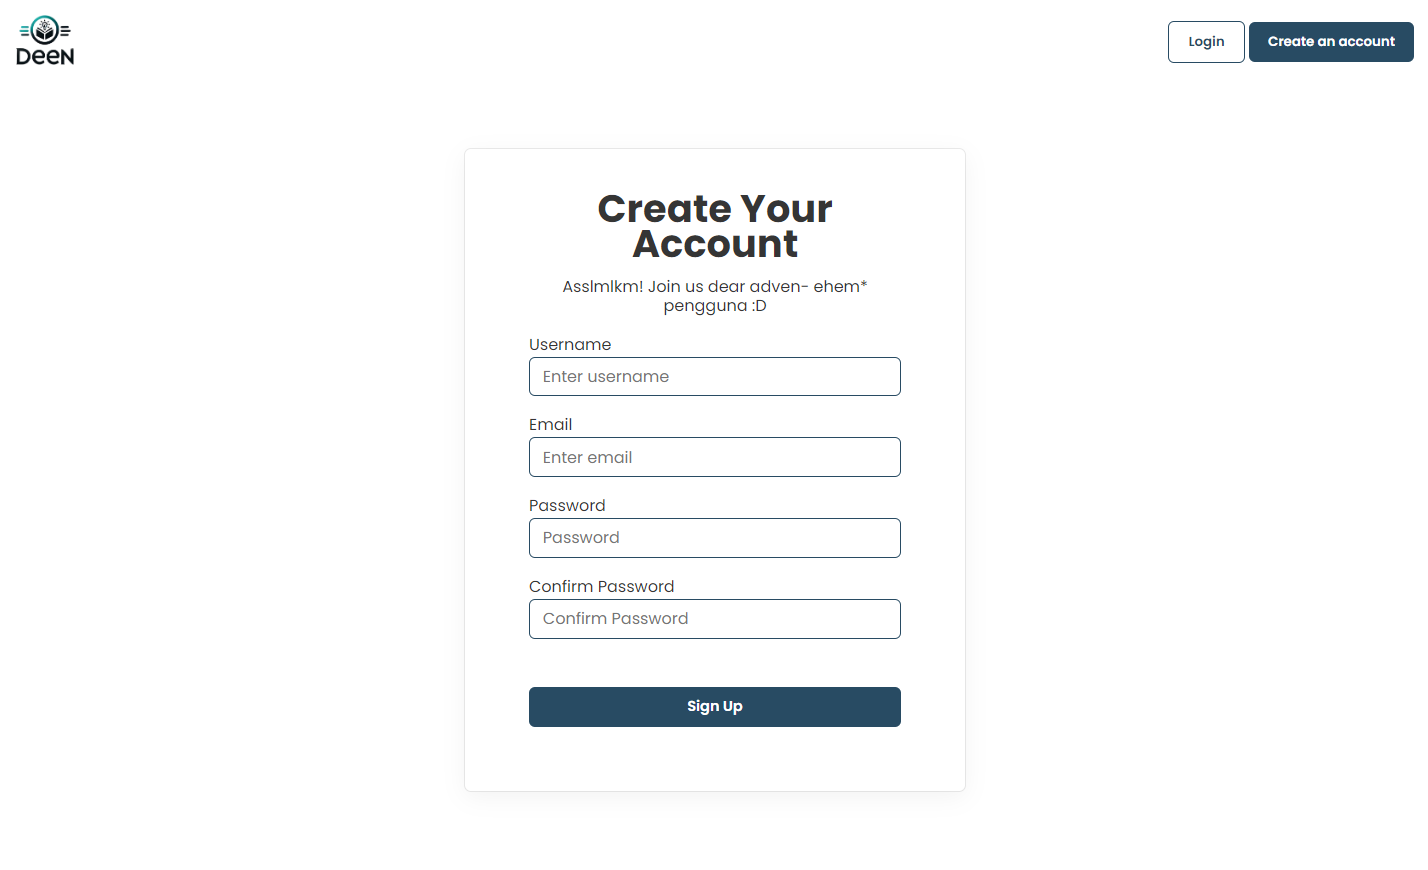 DeeN
Login
Create an account
Create Your
Account
Asslmlkm! Join us dear adven- ehem*
pengguna :D
Username
Enter username
Email
Enter email
Password
Password
Confirm Password
Confirm Password
Sign Up